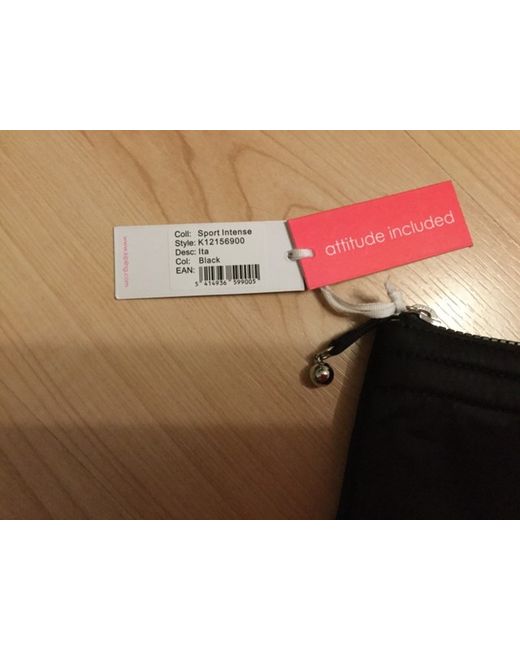 Coll: Sport Intense
Style: K12156900
Desc: Ita
Col: Black
EAN:
5 414936 599005
attitude included